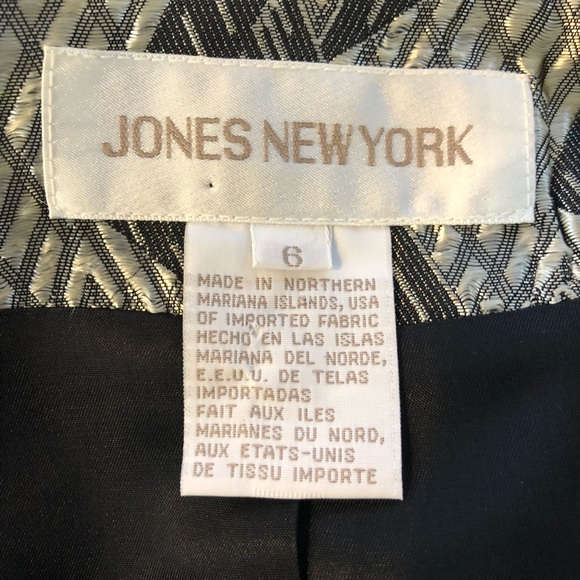 JONES NEW YORK
6
MADE IN NORTHERN
MARIANA ISLANDS, USA
OF IMPORTED FABRIC
HECHO EN LAS ISLAS
MARIANA DEL NORDE,
E.E.U.U. DE TELAS
IMPORTADAS
FAIT AUX ILES
MARIANES DU NORD,
AUX ETATS-UNIS
DE TISSU IMPORTE